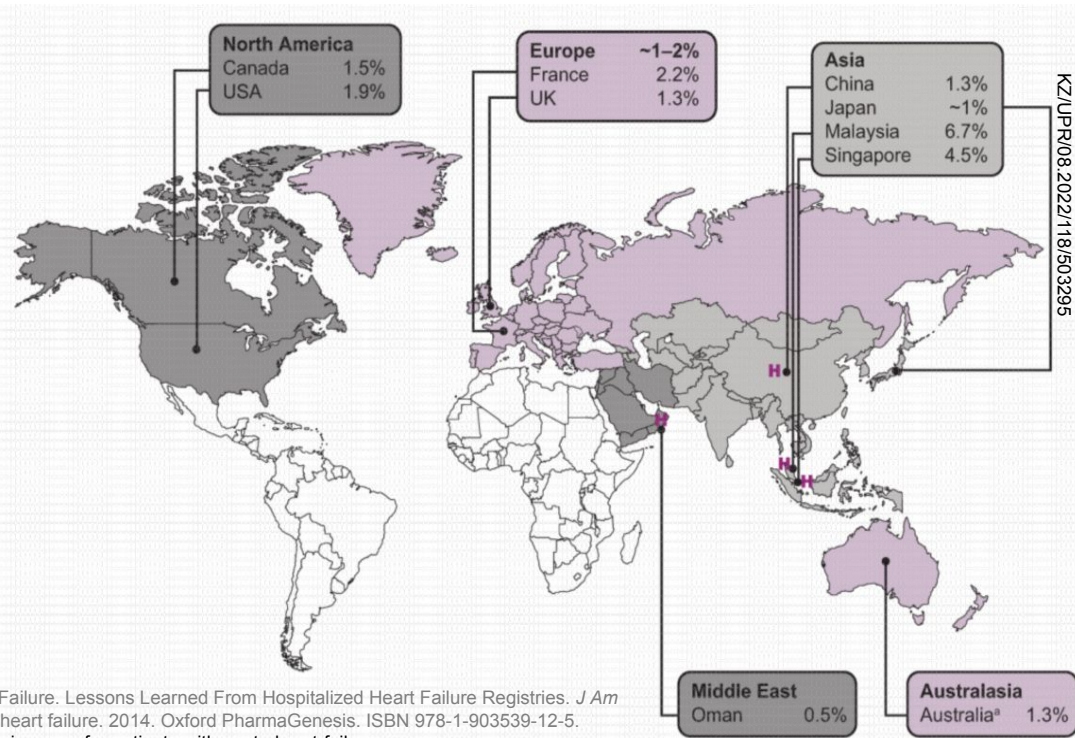 North America
Canada 1.5%
USA 1.9%
Europe ~1–2%
France 2.2%
UK 1.3%
Asia
China 1.3%
Japan ~1%
Malaysia 6.7%
Singapore 4.5%
KZ/UPR/08.2022/118/503295
H
H
H
H
Middle East
Oman 0.5%
Australasia
Australiaᵃ 1.3%
Failure. Lessons Learned From Hospitalized Heart Failure Registries. J Am
heart failure. 2014. Oxford PharmaGenesis. ISBN 978-1-903539-12-5.